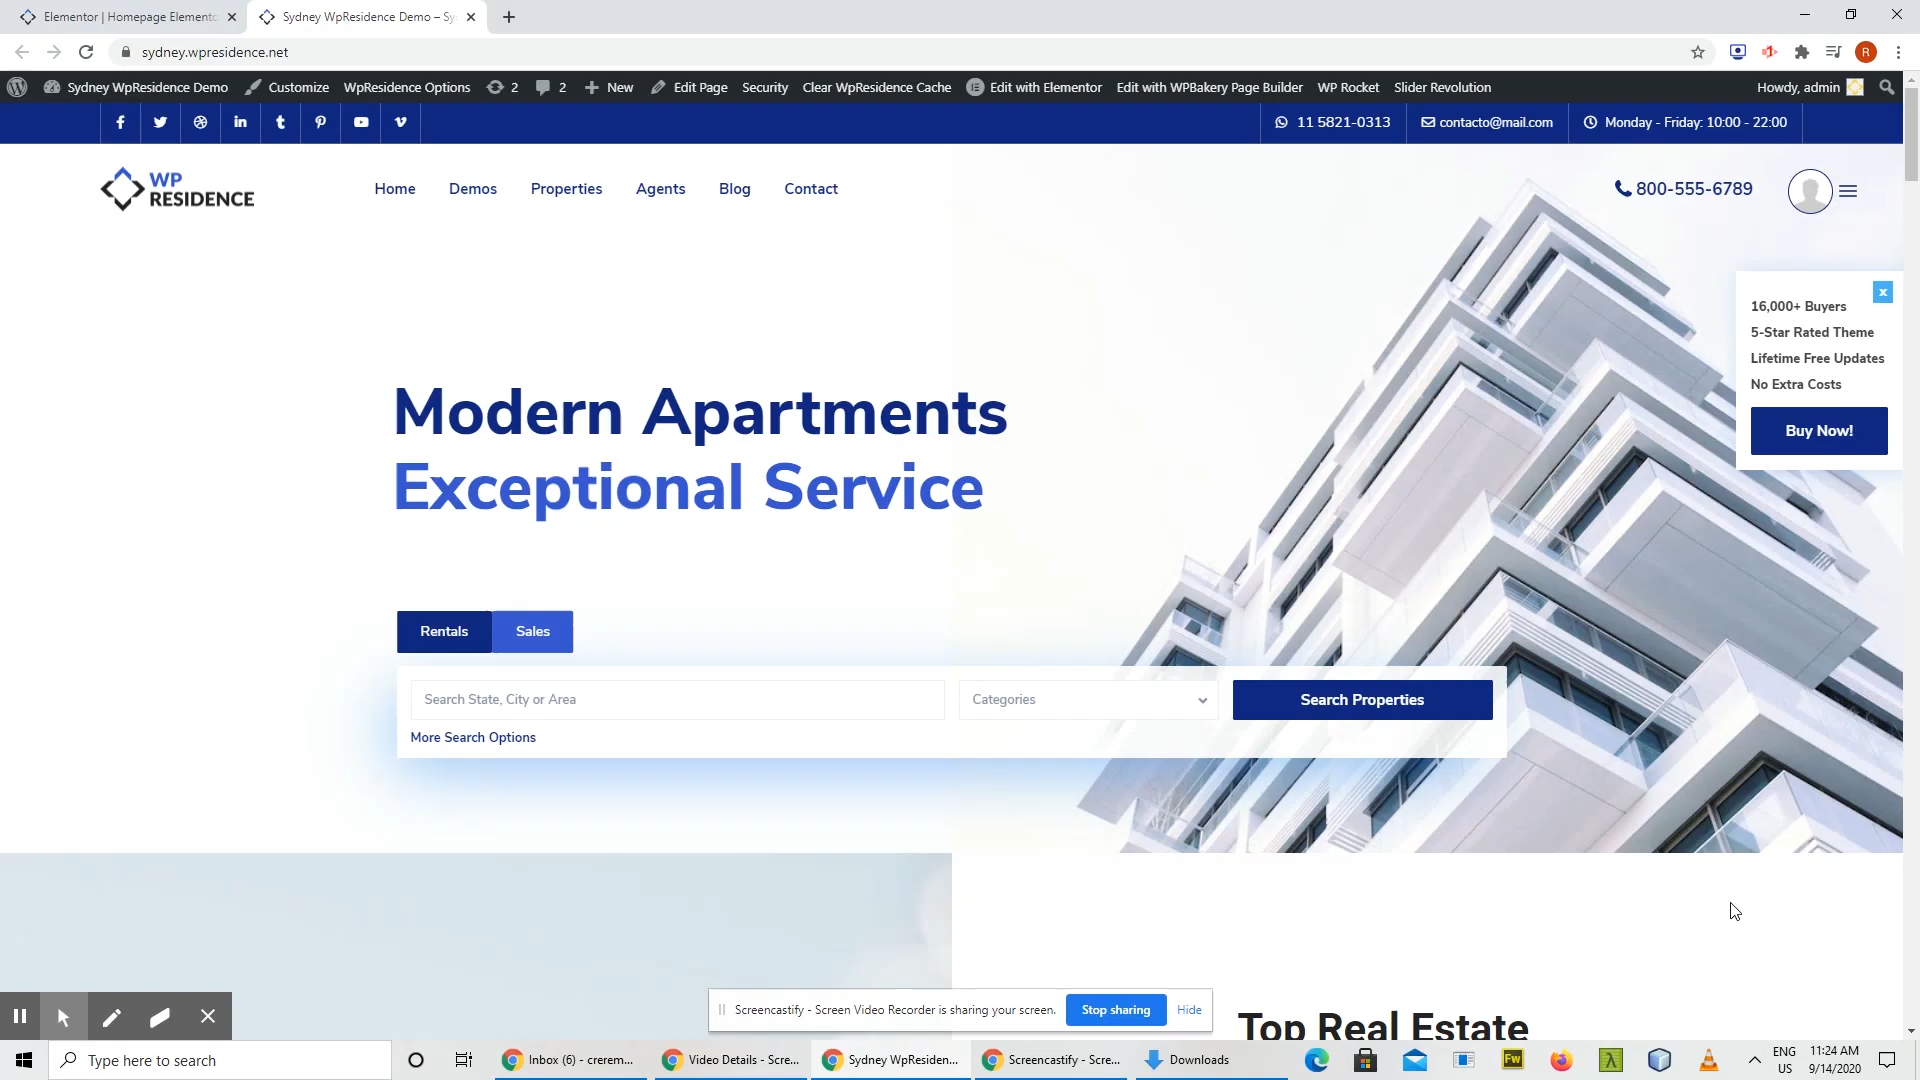 Elementor | Homepage Elemento
Sydney WpResidence Demo – Sy
sydney.wpresidence.net
R
Sydney WpResidence Demo
Customize
WpResidence Options
2
2
New
Edit Page
Security
Clear WpResidence Cache
Edit with Elementor
Edit with WPBakery Page Builder
WP Rocket
Slider Revolution
Howdy, admin
11 5821-0313
contacto@mail.com
Monday - Friday: 10:00 - 22:00
WP
RESIDENCE
Home
Demos
Properties
Agents
Blog
Contact
800-555-6789
x
16,000+ Buyers
5-Star Rated Theme
Lifetime Free Updates
No Extra Costs
Buy Now!
Modern Apartments
Exceptional Service
Rentals
Sales
Search State, City or Area
Categories
Search Properties
More Search Options
Top Real Estate
Screencastify - Screen Video Recorder is sharing your screen.
Stop sharing
Hide
Type here to search
Inbox (6) - crerem...
Video Details - Scre...
Sydney WpResiden...
Screencastify - Scre...
Downloads
Fw
ENG
US
11:24 AM
9/14/2020